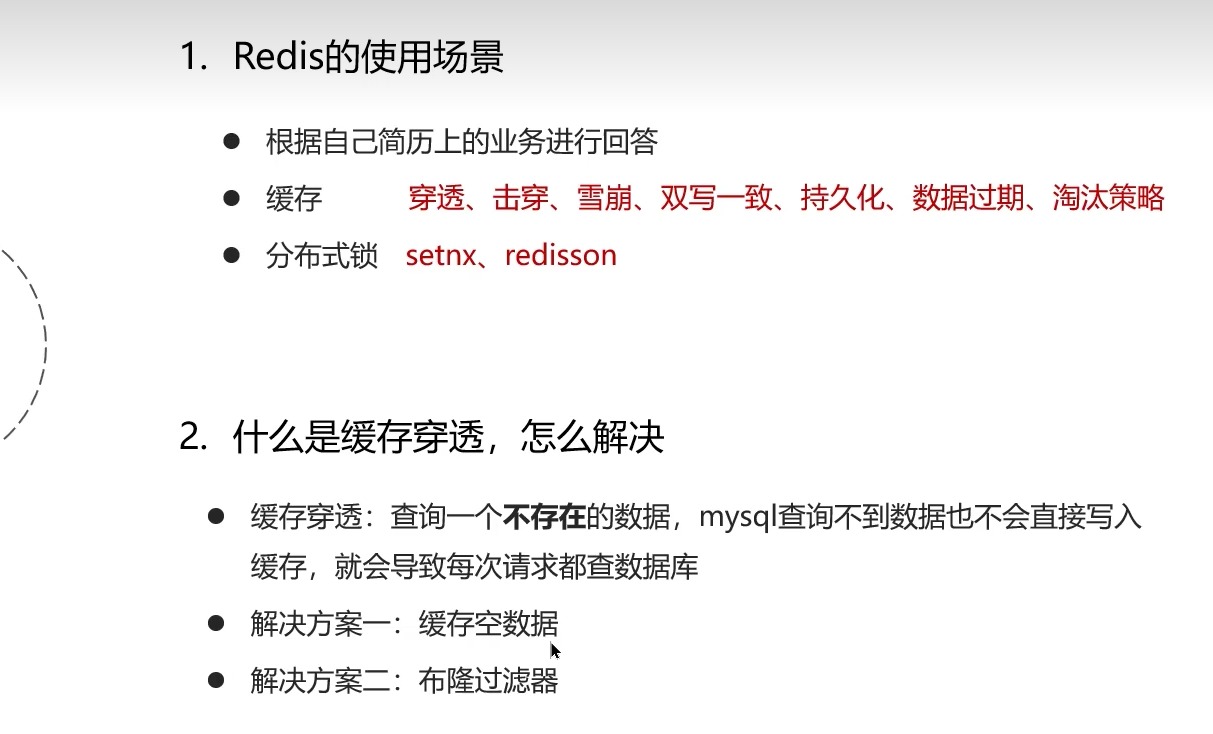 1. Redis的使用场景
● 根据自己简历上的业务进行回答
● 缓存 穿透、击穿、雪崩、双写一致、持久化、数据过期、淘汰策略
● 分布式锁 setnx、redisson
2. 什么是缓存穿透，怎么解决
● 缓存穿透：查询一个不存在的数据，mysql查询不到数据也不会直接写入
缓存，就会导致每次请求都查数据库
● 解决方案一：缓存空数据
● 解决方案二：布隆过滤器